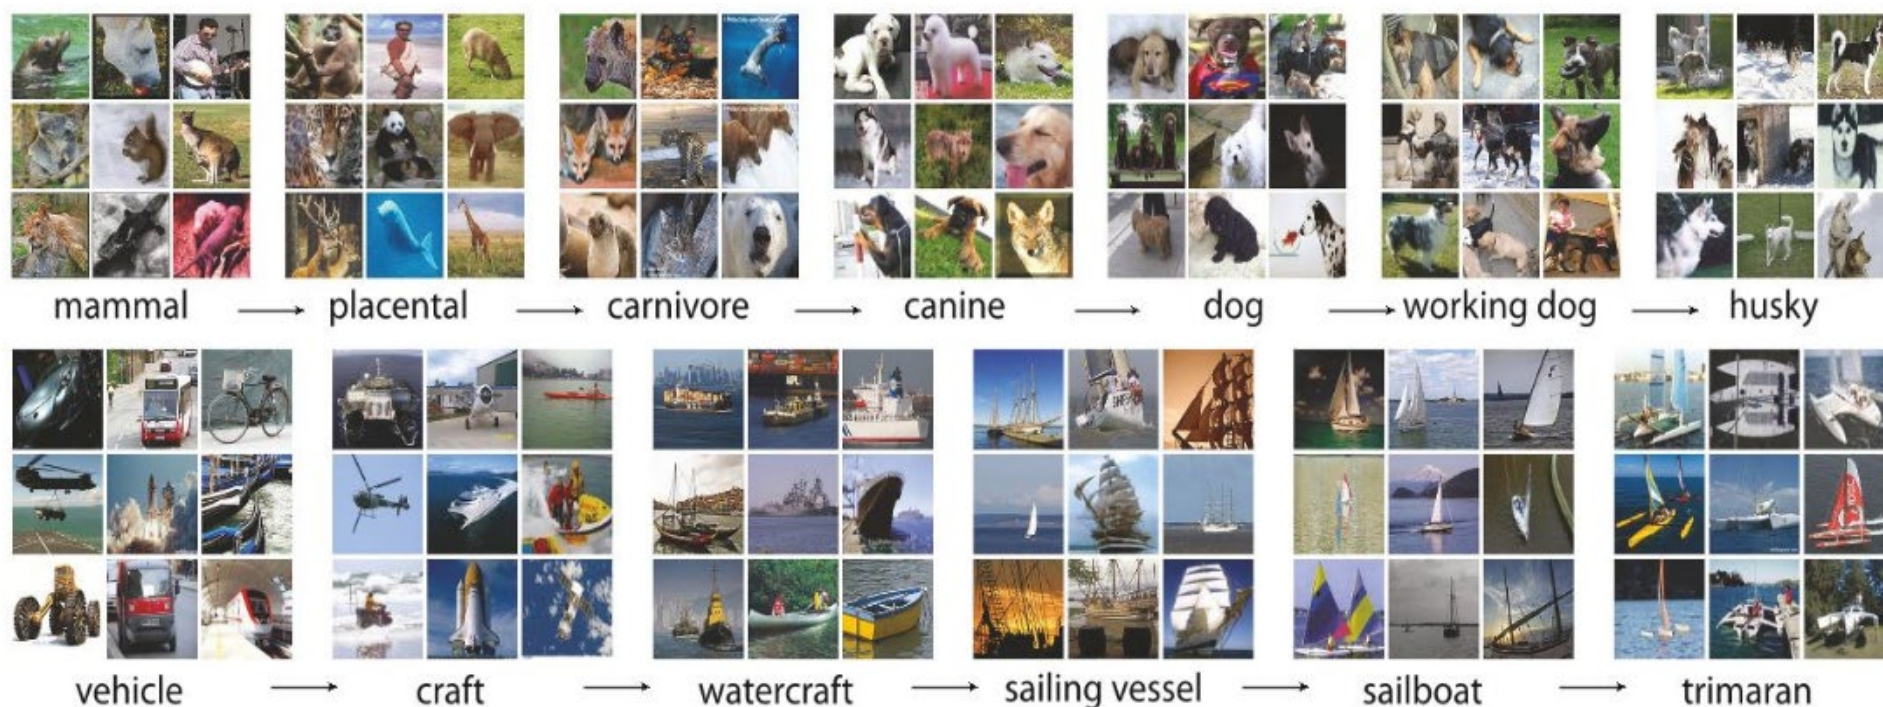 mammal → placental → carnivore → canine → dog → working dog → husky
vehicle → craft → watercraft → sailing vessel → sailboat → trimaran